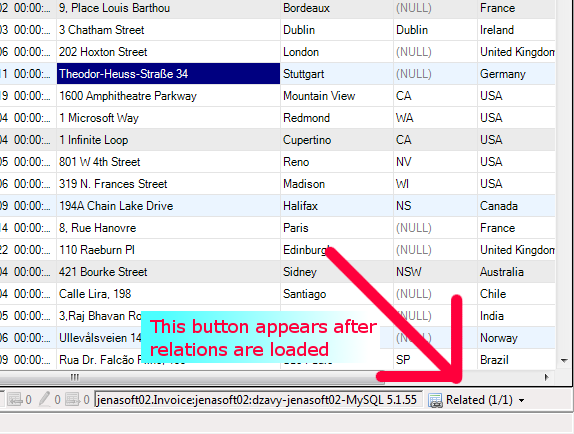 02 00:00:... 9, Place Louis Barthou Bordeaux (NULL) France
03 00:00:... 3 Chatham Street Dublin Dublin Ireland
06 00:00:... 202 Hoxton Street London (NULL) United Kingdom
11 00:00:... Theodor-Heuss-Straße 34 Stuttgart (NULL) Germany
19 00:00:... 1600 Amphitheatre Parkway Mountain View CA USA
04 00:00:... 1 Microsoft Way Redmond WA USA
04 00:00:... 1 Infinite Loop Cupertino CA USA
05 00:00:... 801 W 4th Street Reno NV USA
06 00:00:... 319 N. Frances Street Madison WI USA
09 00:00:... 194A Chain Lake Drive Halifax NS Canada
14 00:00:... 8, Rue Hanovre Paris (NULL) France
22 00:00:... 110 Raeburn Pl Edinburgh (NULL) United Kingdom
04 00:00:... 421 Bourke Street Sidney NSW Australia
04 00:00:... Calle Lira, 198 Santiago (NULL) Chile
05 00:00:... 3,Raj Bhavan Ro India
06 00:00:... Ullevålsveien 14 (NULL) Norway
09 00:00:... Rua Dr. Falcão SP Brazil
This button appears after
relations are loaded
0 0 0 jenasoft02.Invoice:jenasoft02:dzavy-jenasoft02-MySQL 5.1.55 Related (1/1)